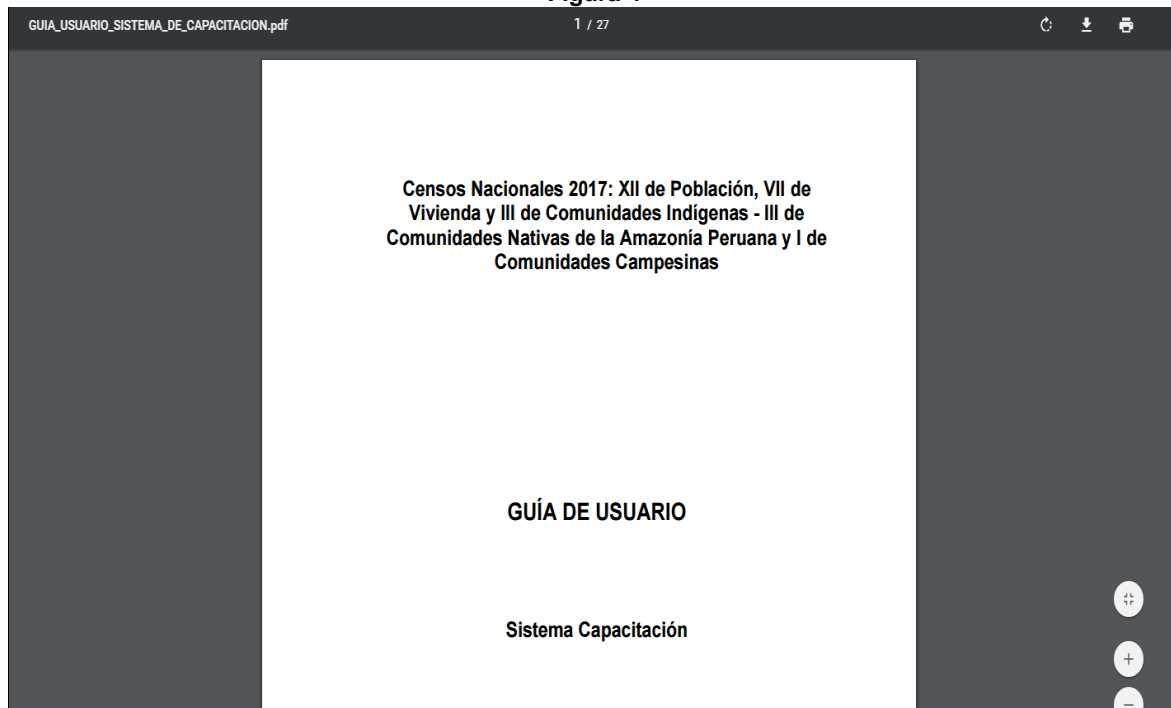 GUIA_USUARIO_SISTEMA_DE_CAPACITACION.pdf
1 / 27
Censos Nacionales 2017: XII de Población, VII de
Vivienda y III de Comunidades Indígenas - III de
Comunidades Nativas de la Amazonía Peruana y I de
Comunidades Campesinas
GUÍA DE USUARIO
Sistema Capacitación